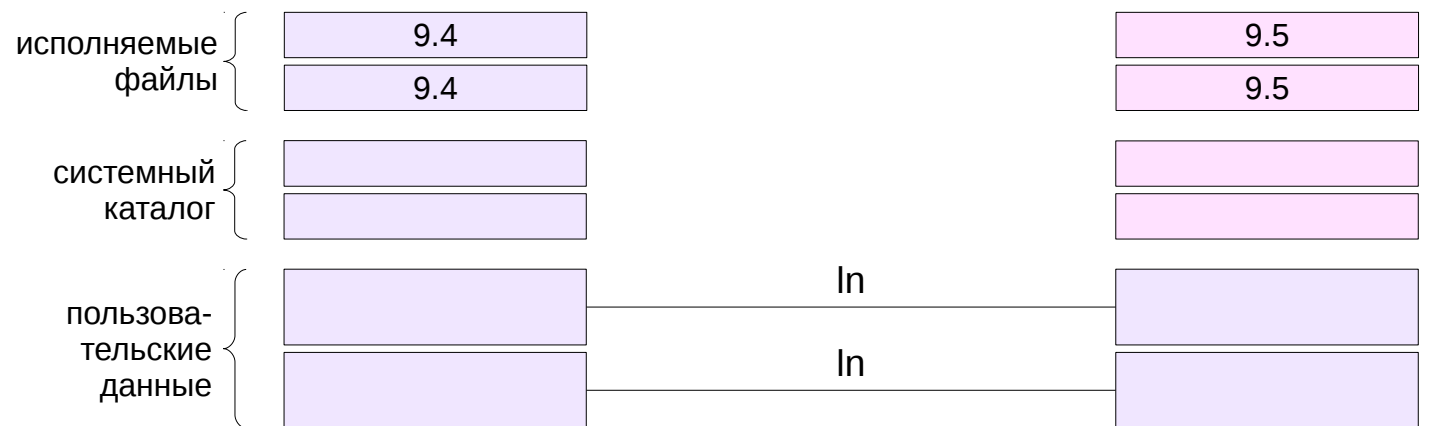 исполняемые
файлы
9.4
9.5
9.4
9.5
системный
каталог
пользова-
тельские
данные
ln
ln